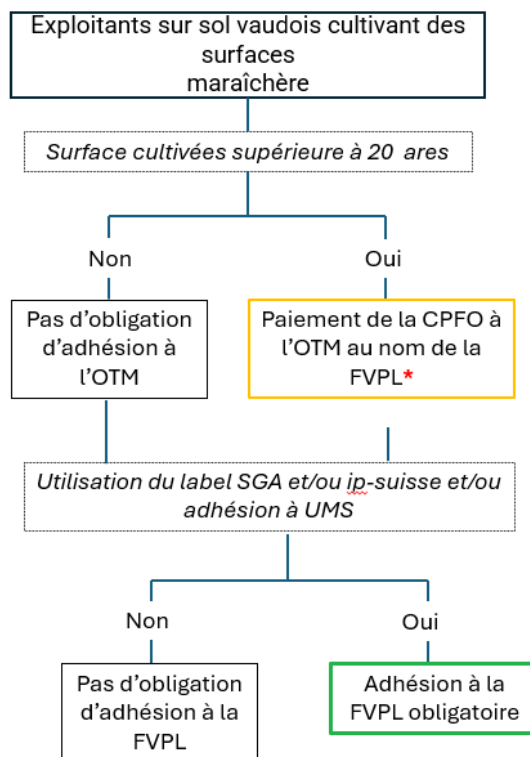 Exploitants sur sol vaudois cultivant des
surfaces
maraîchère
Surface cultivées supérieure à 20 ares
Non
Oui
Pas d’obligation
d’adhésion à
l’OTM
Paiement de la CPFO à
l’OTM au nom de la
FVPL*
Utilisation du label SGA et/ou ip-suisse et/ou
adhésion à UMS
Non
Oui
Pas d’obligation
d’adhésion à la
FVPL
Adhésion à la
FVPL obligatoire